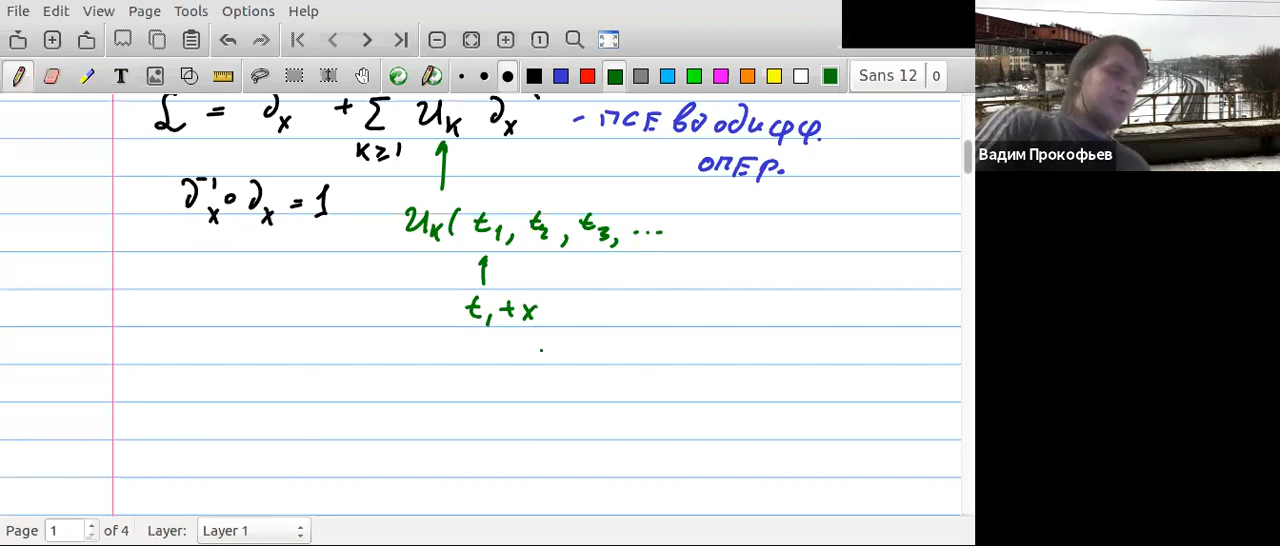 File Edit View Page Tools Options Help
Sans 12 0
L = ∂x + Σ uk ∂x - ПСЕВДОДИФФ.
k≥1 ОПЕР.
∂x⁻¹∘∂x = 1
uk( t1, t2, t3, ...
t1 + x
Вадим Прокофьев
Page 1 of 4 Layer: Layer 1